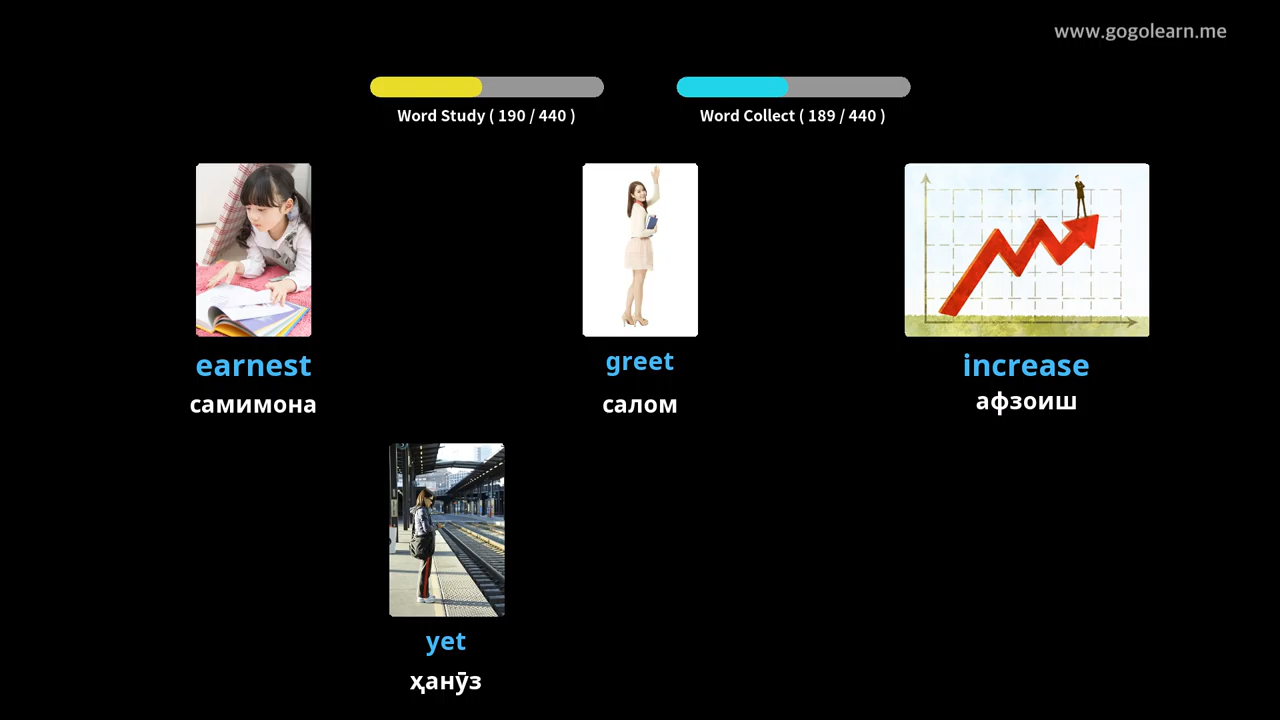 www.gogolearn.me
Word Study ( 190 / 440 )
Word Collect ( 189 / 440 )
earnest
самимона
greet
салом
increase
афзоиш
yet
ҳанӯз